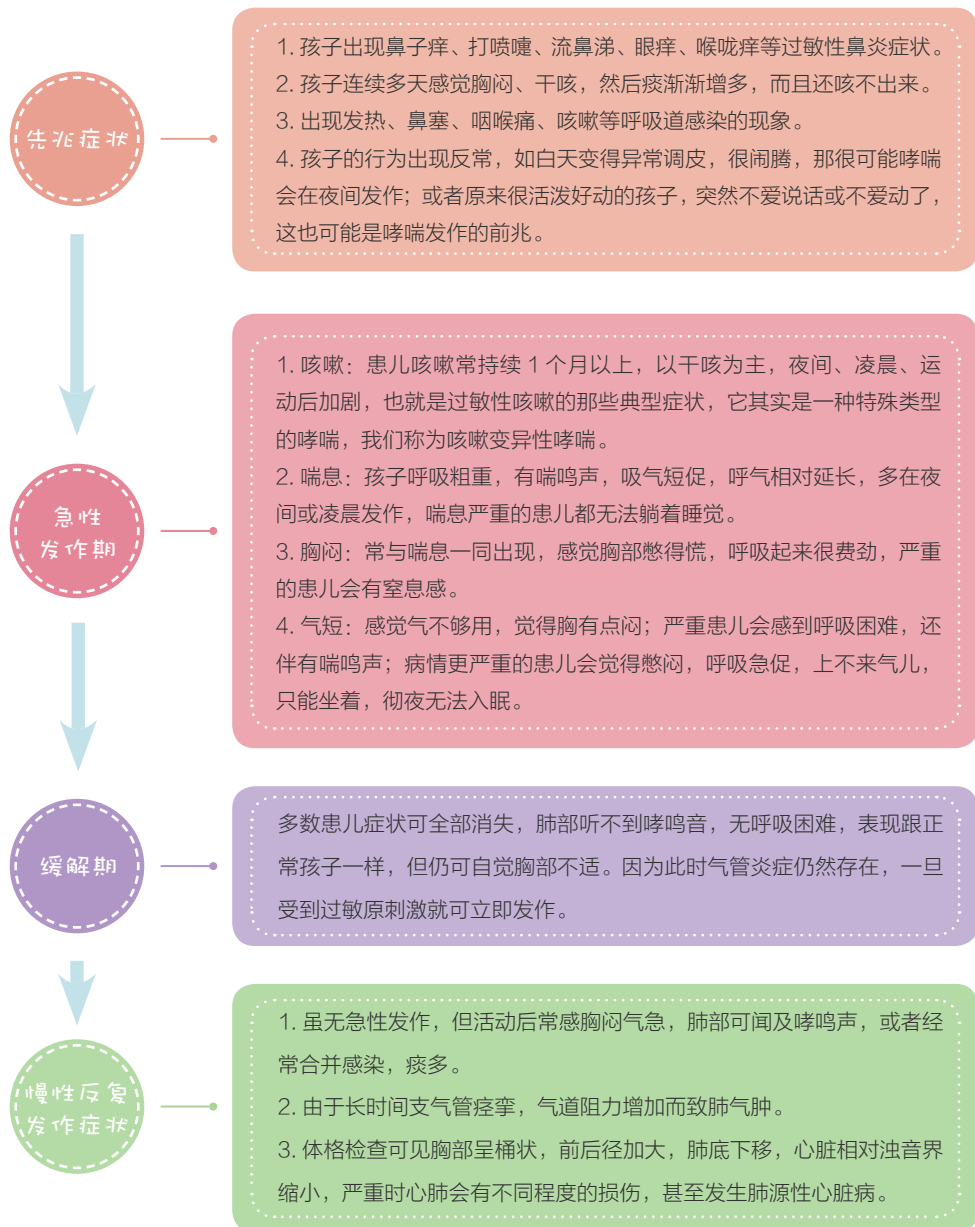 先兆症状
1. 孩子出现鼻子痒、打喷嚏、流鼻涕、眼痒、喉咙痒等过敏性鼻炎症状。
2. 孩子连续多天感觉胸闷、干咳，然后痰渐渐增多，而且还咳不出来。
3. 出现发热、鼻塞、咽喉痛、咳嗽等呼吸道感染的现象。
4. 孩子的行为出现反常，如白天变得异常调皮，很闹腾，那很可能哮喘
会在夜间发作；或者原来很活泼好动的孩子，突然不爱说话或不爱动了，
这也可能是哮喘发作的前兆。
急性
发作期
1. 咳嗽：患儿咳嗽常持续 1 个月以上，以干咳为主，夜间、凌晨、运
动后加剧，也就是过敏性咳嗽的那些典型症状，它其实是一种特殊类型
的哮喘，我们称为咳嗽变异性哮喘。
2. 喘息：孩子呼吸粗重，有喘鸣声，吸气短促，呼气相对延长，多在夜
间或凌晨发作，喘息严重的患儿都无法躺着睡觉。
3. 胸闷：常与喘息一同出现，感觉胸部憋得慌，呼吸起来很费劲，严重
的患儿会有窒息感。
4. 气短：感觉气不够用，觉得胸有点闷；严重患儿会感到呼吸困难，还
伴有喘鸣声；病情更严重的患儿会觉得憋闷，呼吸急促，上不来气儿，
只能坐着，彻夜无法入眠。
缓解期
多数患儿症状可全部消失，肺部听不到哮鸣音，无呼吸困难，表现跟正
常孩子一样，但仍可自觉胸部不适。因为此时气管炎症仍然存在，一旦
受到过敏原刺激就可立即发作。
慢性反复
发作症状
1. 虽无急性发作，但活动后常感胸闷气急，肺部可闻及哮鸣声，或者经
常合并感染，痰多。
2. 由于长时间支气管痉挛，气道阻力增加而致肺气肿。
3. 体格检查可见胸部呈桶状，前后径加大，肺底下移，心脏相对浊音界
缩小，严重时心肺会有不同程度的损伤，甚至发生肺源性心脏病。